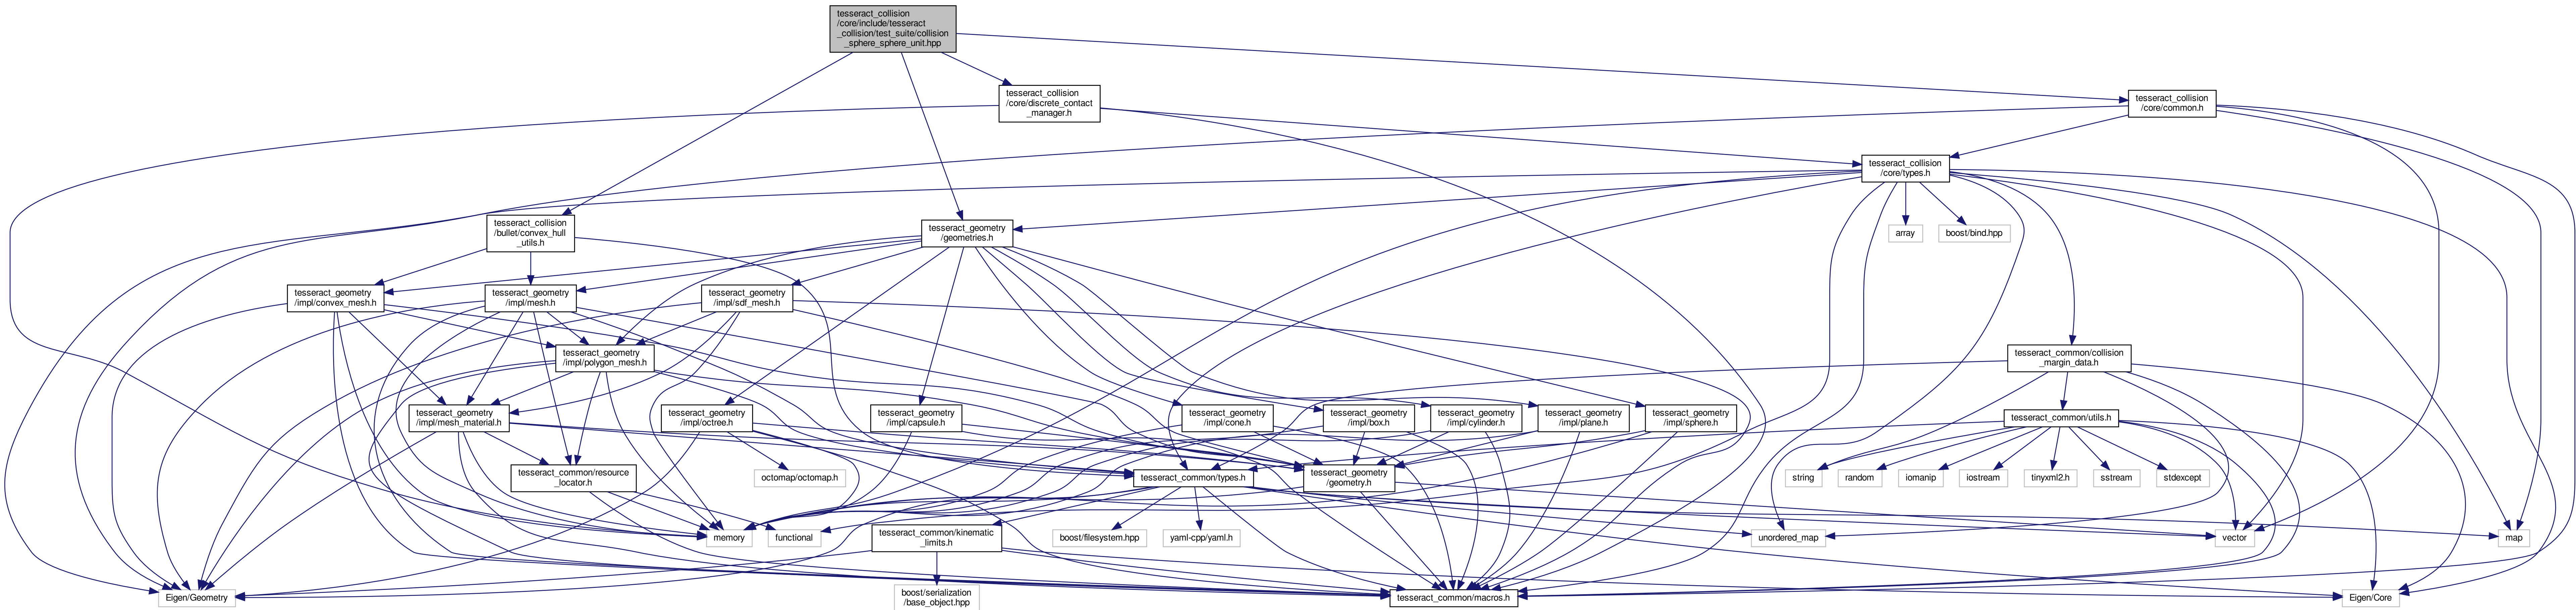 tesseract_collision
/core/include/tesseract
_collision/test_suite/collision
_sphere_sphere_unit.hpp
tesseract_collision
/core/discrete_contact
_manager.h
tesseract_collision
/core/common.h
tesseract_collision
/core/types.h
tesseract_collision
/bullet/convex_hull
_utils.h
tesseract_geometry
/geometries.h
array
boost/bind.hpp
tesseract_geometry
/impl/convex_mesh.h
tesseract_geometry
/impl/mesh.h
tesseract_geometry
/impl/sdf_mesh.h
tesseract_geometry
/impl/polygon_mesh.h
tesseract_common/collision
_margin_data.h
tesseract_geometry
/impl/mesh_material.h
tesseract_geometry
/impl/octree.h
tesseract_geometry
/impl/capsule.h
tesseract_geometry
/impl/cone.h
tesseract_geometry
/impl/box.h
tesseract_geometry
/impl/cylinder.h
tesseract_geometry
/impl/plane.h
tesseract_geometry
/impl/sphere.h
tesseract_common/utils.h
tesseract_common/resource
_locator.h
octomap/octomap.h
tesseract_common/types.h
tesseract_geometry
/geometry.h
string
random
iomanip
iostream
tinyxml2.h
sstream
stdexcept
memory
functional
tesseract_common/kinematic
_limits.h
boost/filesystem.hpp
yaml-cpp/yaml.h
unordered_map
vector
map
Eigen/Geometry
boost/serialization
/base_object.hpp
tesseract_common/macros.h
Eigen/Core